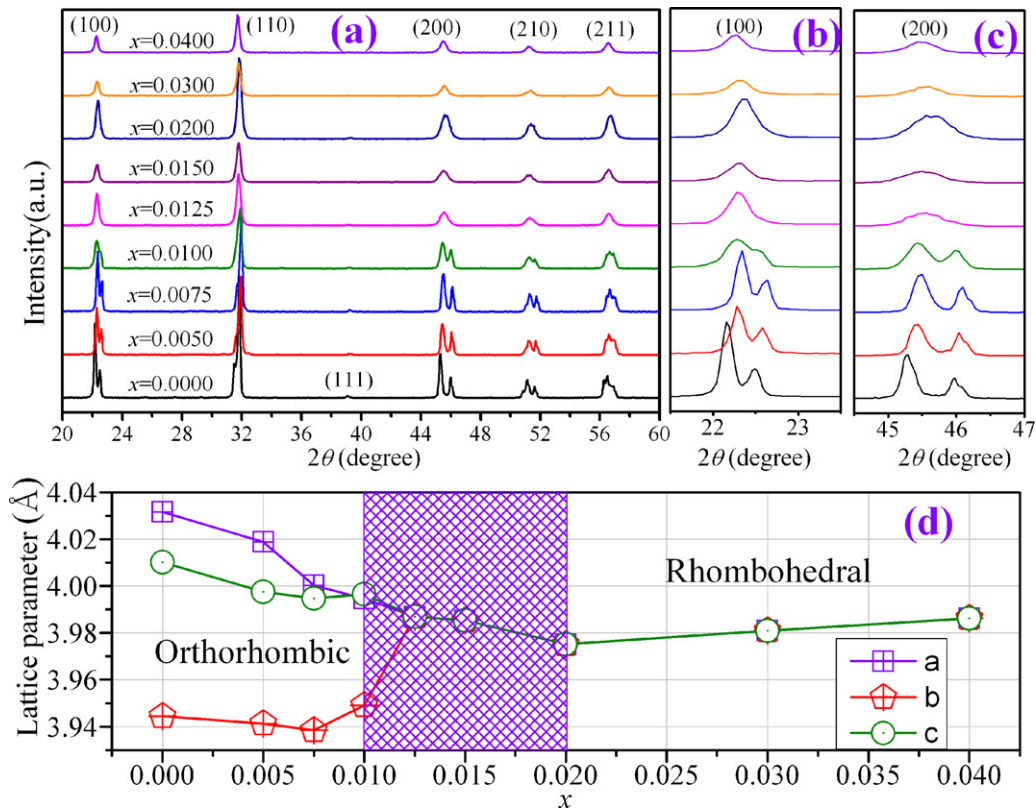 (100) (110) (a) (200) (210) (211)
x=0.0400
x=0.0300
x=0.0200
x=0.0150
x=0.0125
x=0.0100
x=0.0075
x=0.0050
x=0.0000
(111)
Intensity(a.u.)
20 24 28 32 36 40 44 48 52 56 60
2θ (degree)
(100) (b)
22 23
2θ (degree)
(200) (c)
45 46 47
2θ (degree)
Lattice parameter (Å)
4.04
4.02
4.00
3.98
3.96
3.94
(d)
Orthorhombic
Rhombohedral
a
b
c
0.000 0.005 0.010 0.015 0.020 0.025 0.030 0.035 0.040
x